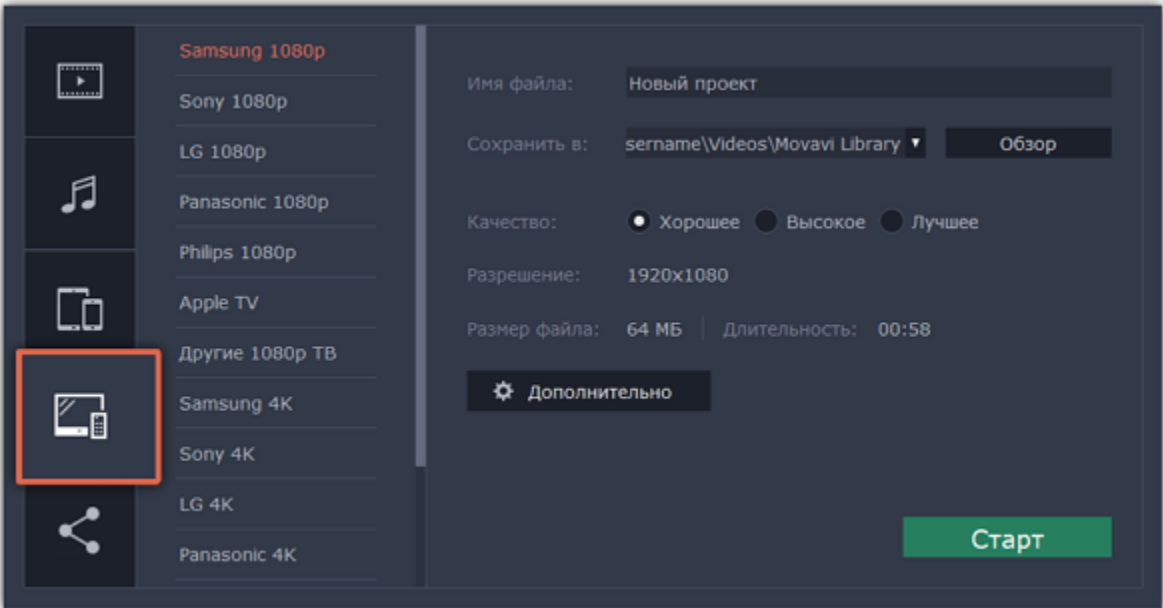 Samsung 1080p
Sony 1080p
LG 1080p
Panasonic 1080p
Philips 1080p
Apple TV
Другие 1080p ТВ
Samsung 4K
Sony 4K
LG 4K
Panasonic 4K
Имя файла: Новый проект
Сохранить в: sername\Videos\Movavi Library Обзор
Качество: Хорошее Высокое Лучшее
Разрешение: 1920x1080
Размер файла: 64 МБ Длительность: 00:58
Дополнительно
Старт